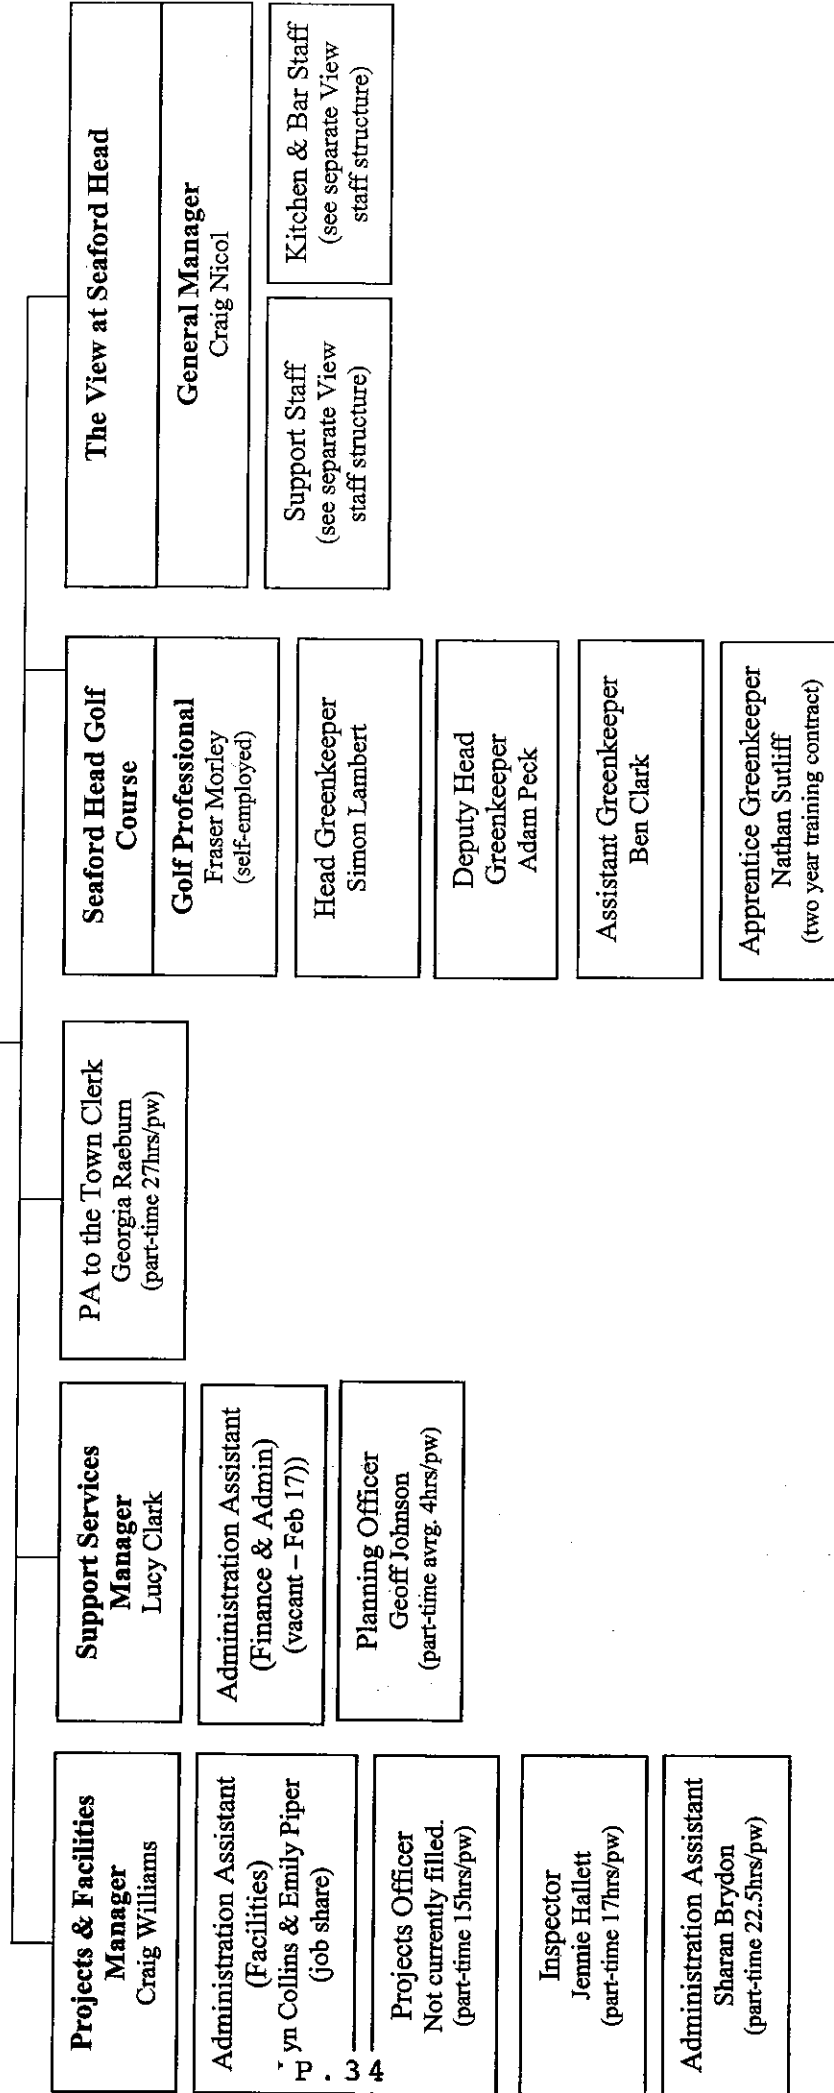 Projects & Facilities
Manager
Craig Williams
Administration Assistant
(Facilities)
yn Collins & Emily Piper
(job share)
Projects Officer
Not currently filled.
(part-time 15hrs/pw)
Inspector
Jennie Hallett
(part-time 17hrs/pw)
Administration Assistant
Sharan Brydon
(part-time 22.5hrs/pw)
Support Services
Manager
Lucy Clark
Administration Assistant
(Finance & Admin)
(vacant – Feb 17))
Planning Officer
Geoff Johnson
(part-time avrg. 4hrs/pw)
PA to the Town Clerk
Georgia Raeburn
(part-time 27hrs/pw)
Seaford Head Golf
Course
Golf Professional
Fraser Morley
(self-employed)
Head Greenkeeper
Simon Lambert
Deputy Head
Greenkeeper
Adam Peck
Assistant Greenkeeper
Ben Clark
Apprentice Greenkeeper
Nathan Sutliff
(two year training contract)
The View at Seaford Head
General Manager
Craig Nicol
Support Staff
(see separate View
staff structure)
Kitchen & Bar Staff
(see separate View
staff structure)
P.34